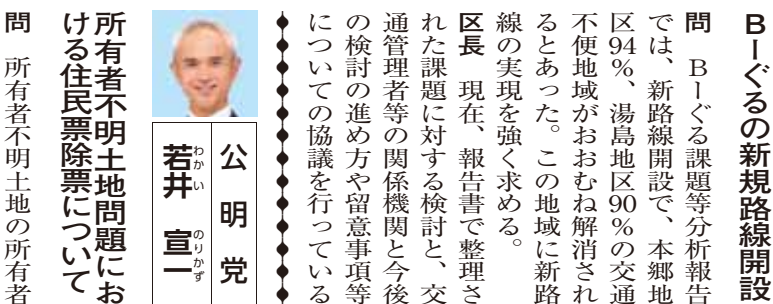 Bーぐるの新規路線開設
問　Bーぐる課題等分析報告
では、新路線開設で、本郷地
区94％、湯島地区90％の交通
不便地域がおおむね解消され
るとあった。この地域に新路
線の実現を強く求める。
区長　現在、報告書で整理さ
れた課題に対する検討と、交
通管理者等の関係機関と今後
の検討の進め方や留意事項等
についての協議を行っている
公明党
若井宣一
わかい　のりかず
所有者不明土地問題にお
ける住民票除票について
問　所有者不明土地の所有者